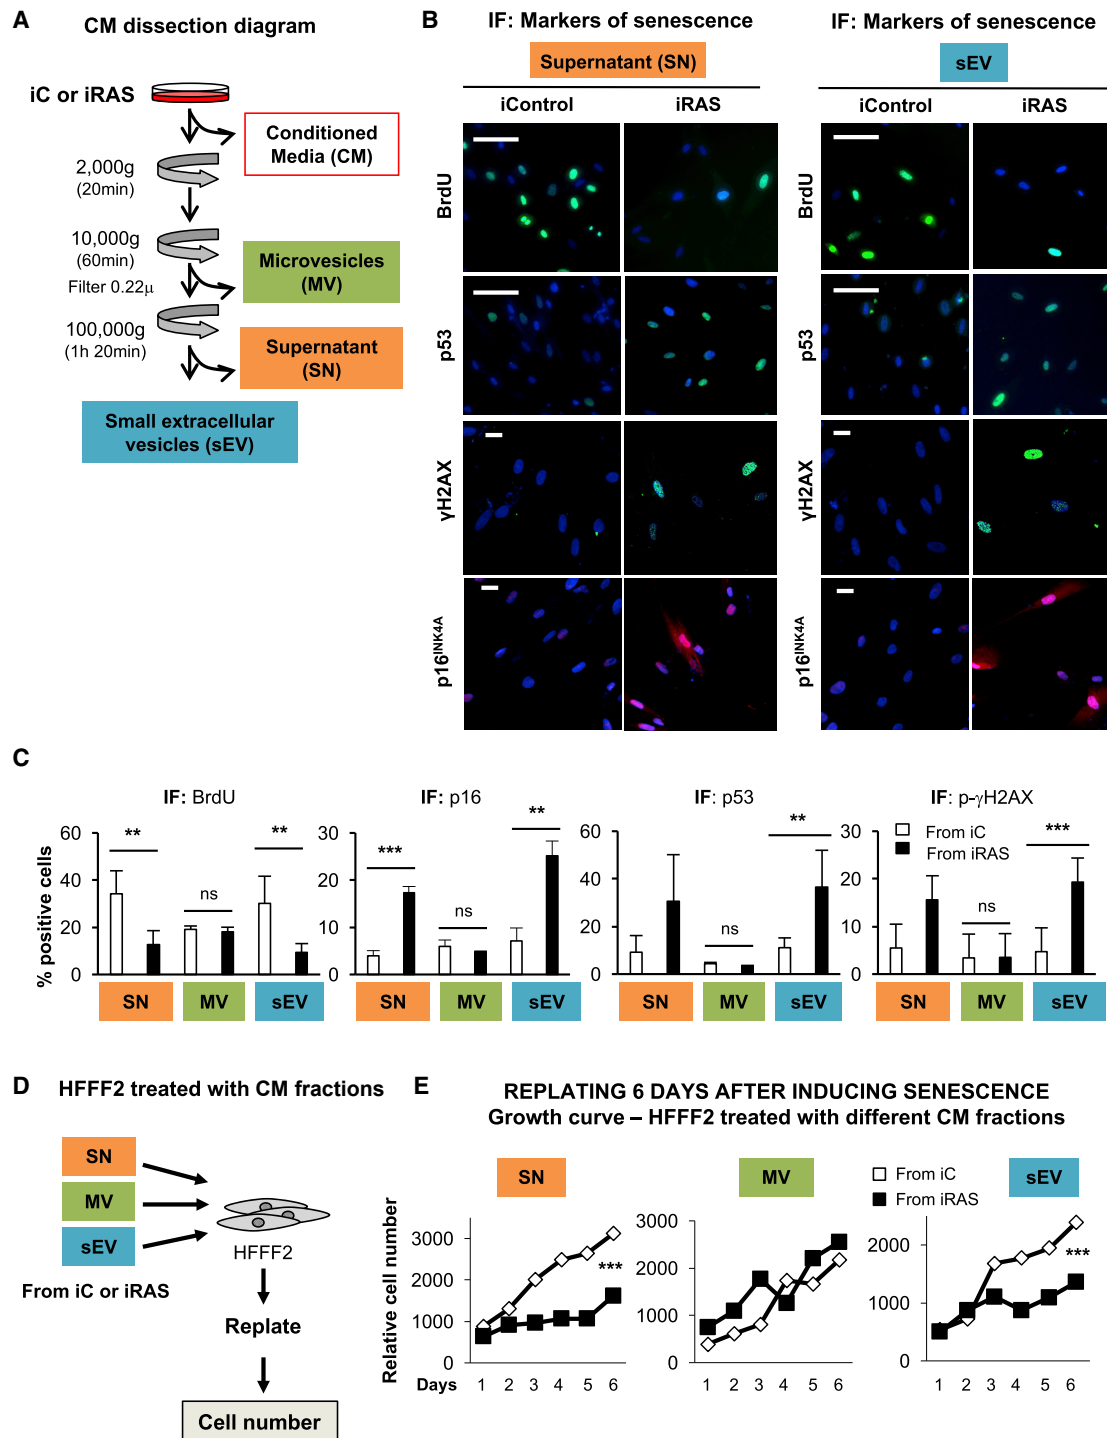 A
CM dissection diagram
iC or iRAS
Conditioned
Media (CM)
2,000g
(20min)
10,000g
(60min)
Filter 0.22μ
Microvesicles
(MV)
100,000g
(1h 20min)
Supernatant
(SN)
Small extracellular
vesicles (sEV)
B
IF: Markers of senescence
IF: Markers of senescence
Supernatant (SN)
sEV
iControl
iRAS
iControl
iRAS
BrdU
BrdU
p53
p53
γH2AX
γH2AX
p16INK4A
p16INK4A
C
IF: BrdU
IF: p16
IF: p53
IF: p-γH2AX
% positive cells
60
40
20
0
**
ns
**
SN
MV
sEV
30
20
10
0
***
ns
**
SN
MV
sEV
60
40
20
0
ns
**
SN
MV
sEV
30
20
10
0
From iC
From iRAS
ns
***
SN
MV
sEV
D
HFFF2 treated with CM fractions
SN
MV
sEV
HFFF2
From iC or iRAS
Replate
Cell number
E
REPLATING 6 DAYS AFTER INDUCING SENESCENCE
Growth curve – HFFF2 treated with different CM fractions
SN
MV
From iC
From iRAS
sEV
Relative cell number
3000
2000
1000
0
***
Days 1 2 3 4 5 6
3000
2000
1000
0
1 2 3 4 5 6
2000
1000
0
***
1 2 3 4 5 6